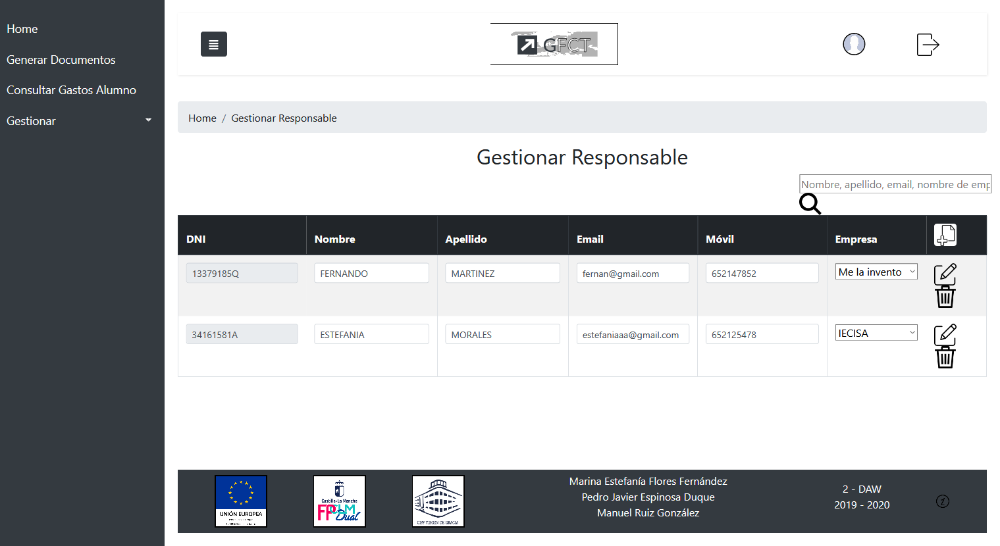 Home
Generar Documentos
Consultar Gastos Alumno
Gestionar
GFCT
Home / Gestionar Responsable
Gestionar Responsable
Nombre, apellido, email, nombre de emp
DNI Nombre Apellido Email Móvil Empresa
13379185Q FERNANDO MARTINEZ fernan@gmail.com 652147852 Me la invento
34161581A ESTEFANIA MORALES estefaniaaa@gmail.com 652125478 IECISA
UNIÓN EUROPEA
Castilla-La Mancha
FPCLM
Dual
CIFP VIRGEN DE GRACIA
Marina Estefanía Flores Fernández
Pedro Javier Espinosa Duque
Manuel Ruiz González
2 - DAW
2019 - 2020